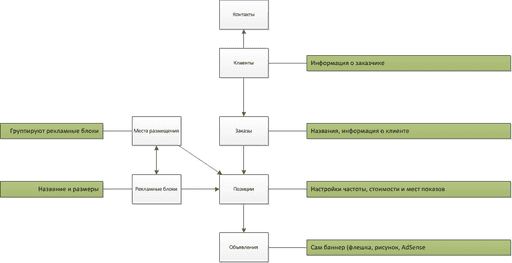 Контакты
Клиенты
Информация о заказчике
Группируют рекламные блоки
Места размещения
Заказы
Названия, информация о клиенте
Название и размеры
Рекламные блоки
Позиции
Настройки частоты, стоимости и мест показов
Объявления
Сам баннер (флешка, рисунок, AdSense